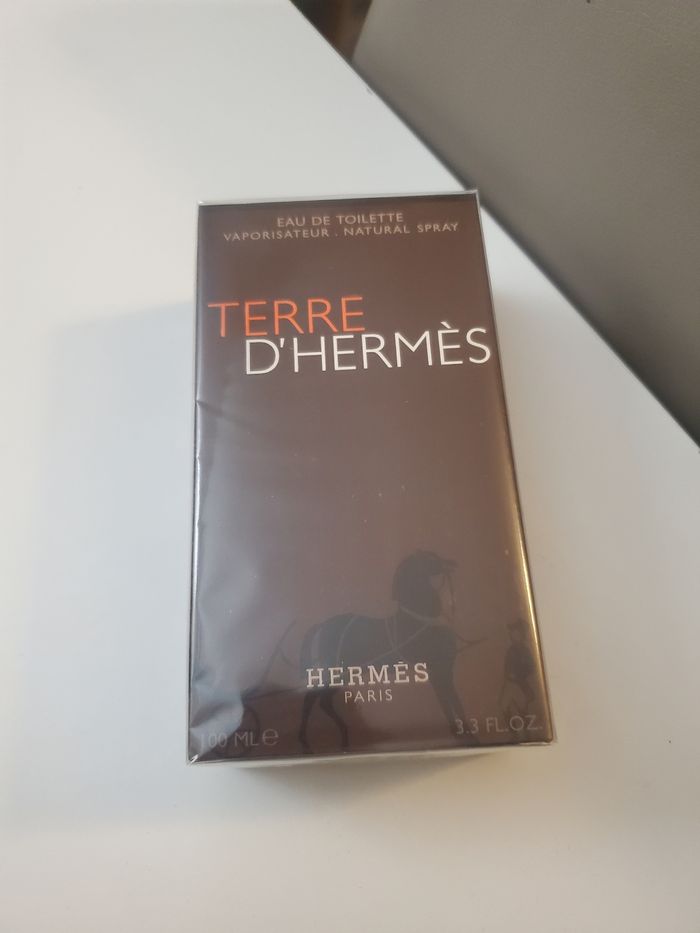 EAU DE TOILETTE
VAPORISATEUR . NATURAL SPRAY
TERRE
D'HERMÈS
HERMÈS
PARIS
100 ML ℮
3.3 FL.OZ.